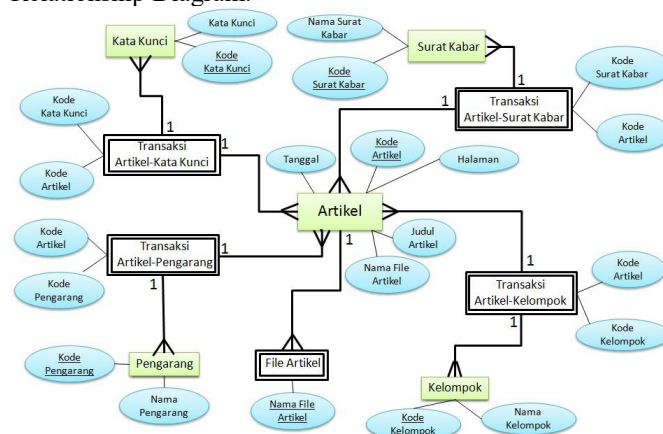 Relationship Diagram.
Kata Kunci
Kata Kunci
Kode
Kata Kunci
Nama Surat
Kabar
Kode
Surat Kabar
Surat Kabar
Kode
Surat Kabar
Kode
Artikel
1
1
Transaksi
Artikel-Surat Kabar
Kode
Kata Kunci
Kode
Artikel
1
Transaksi
Artikel-Kata Kunci
1
Tanggal
Kode
Artikel
Halaman
Artikel
1
Judul
Artikel
Nama File
Artikel
Kode
Artikel
Kode
Pengarang
Transaksi
Artikel-Pengarang
1
1
1
Transaksi
Artikel-Kelompok
1
Kode
Artikel
Kode
Kelompok
Kode
Pengarang
Pengarang
Nama
Pengarang
File Artikel
Nama File
Artikel
Kelompok
Kode
Kelompok
Nama
Kelompok